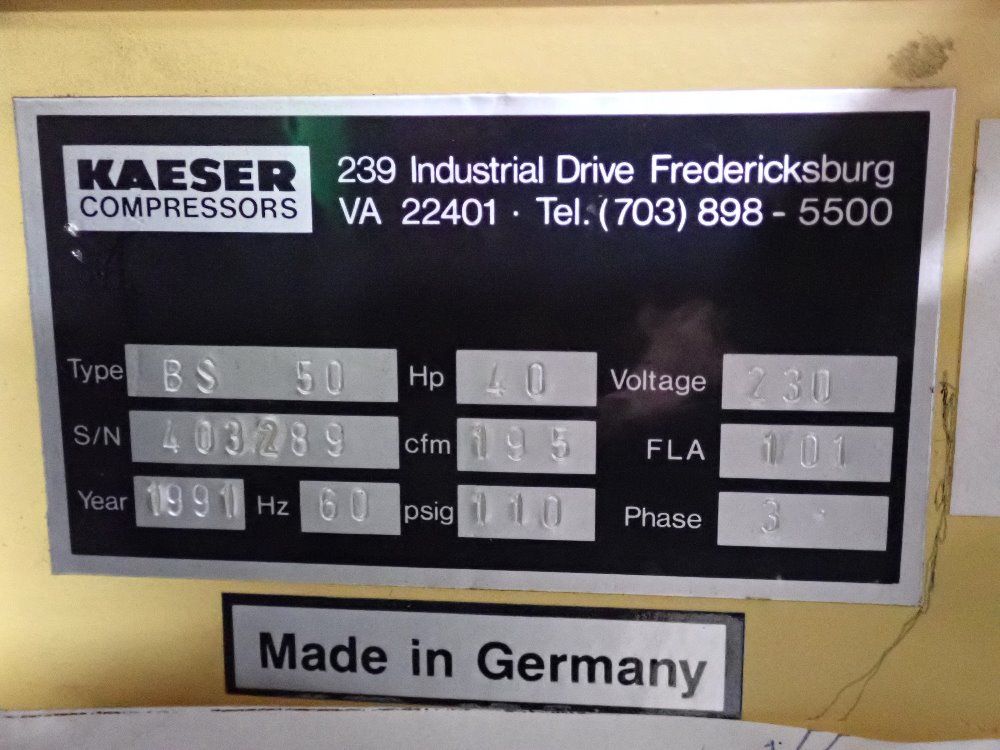 KAESER
COMPRESSORS
239 Industrial Drive Fredericksburg
VA 22401 · Tel. (703) 898 - 5500
Type BS 50 Hp 40 Voltage 230
S/N 403289 cfm 195 FLA 101
Year 1991 Hz 60 psig 110 Phase 3
Made in Germany